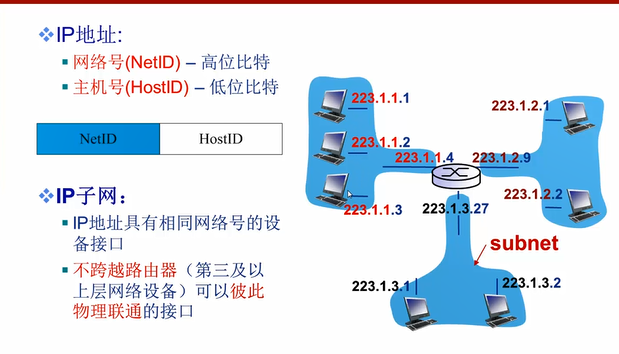 IP地址:
网络号(NetID) – 高位比特
主机号(HostID) – 低位比特
NetID
HostID
IP子网：
IP地址具有相同网络号的设
备接口
不跨越路由器（第三及以
上层网络设备）可以彼此
物理联通的接口
223.1.1.1
223.1.1.2
223.1.1.4
223.1.1.3
223.1.2.1
223.1.2.9
223.1.2.2
223.1.3.27
subnet
223.1.3.1
223.1.3.2